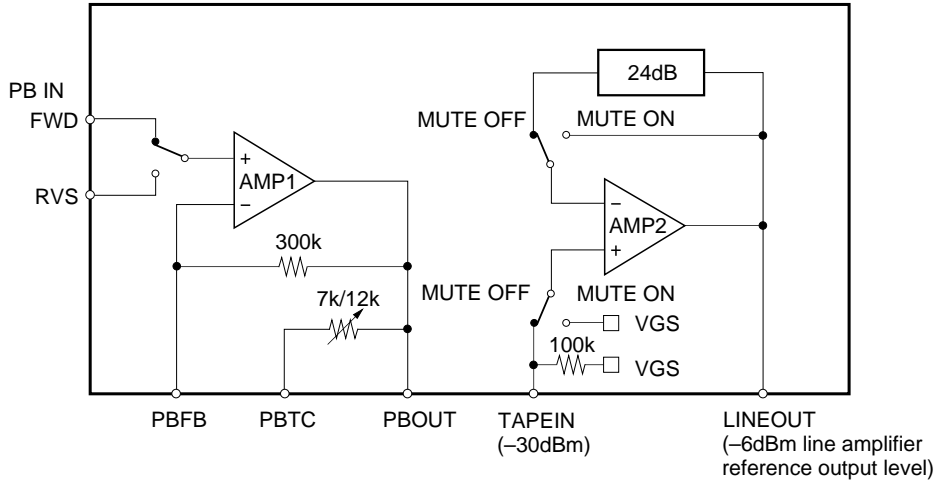 24dB
PB IN
FWD
MUTE OFF
MUTE ON
+
AMP1
–
RVS
–
AMP2
+
300k
7k/12k
MUTE OFF
MUTE ON
VGS
100k
VGS
PBFB
PBTC
PBOUT
TAPEIN
(–30dBm)
LINEOUT
(–6dBm line amplifier
reference output level)